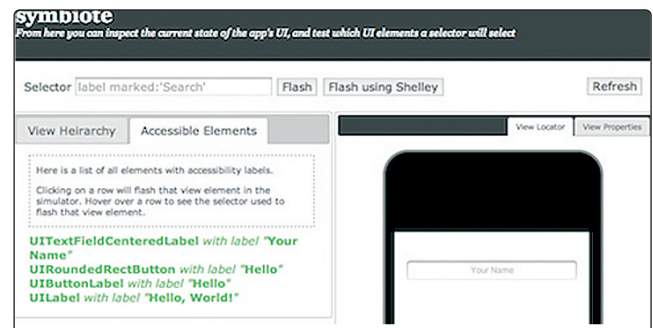 symbiote
From here you can inspect the current state of the app's UI, and test which UI elements a selector will select
Selector label marked:'Search' Flash Flash using Shelley Refresh
View Heirarchy Accessible Elements
View Locator View Properties
Here is a list of all elements with accessibility labels.
Clicking on a row will flash that view element in the
simulator. Hover over a row to see the selector used to
flash that view element.
UITextFieldCenteredLabel with label "Your
Name"
UIRoundedRectButton with label "Hello"
UIButtonLabel with label "Hello"
UILabel with label "Hello, World!"
Your Name